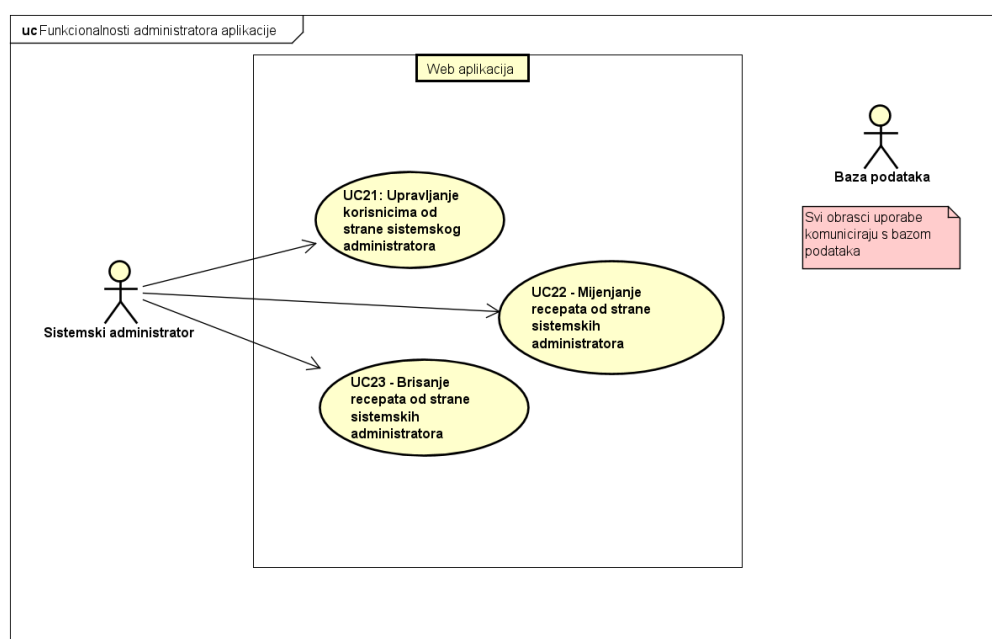 uc Funkcionalnosti administratora aplikacije
Web aplikacija
Baza podataka
UC21: Upravljanje
korisnicima od
strane sistemskog
administratora
Svi obrasci uporabe
komuniciraju s bazom
podataka
UC22 - Mijenjanje
recepata od strane
sistemskih
administratora
Sistemski administrator
UC23 - Brisanje
recepata od strane
sistemskih
administratora